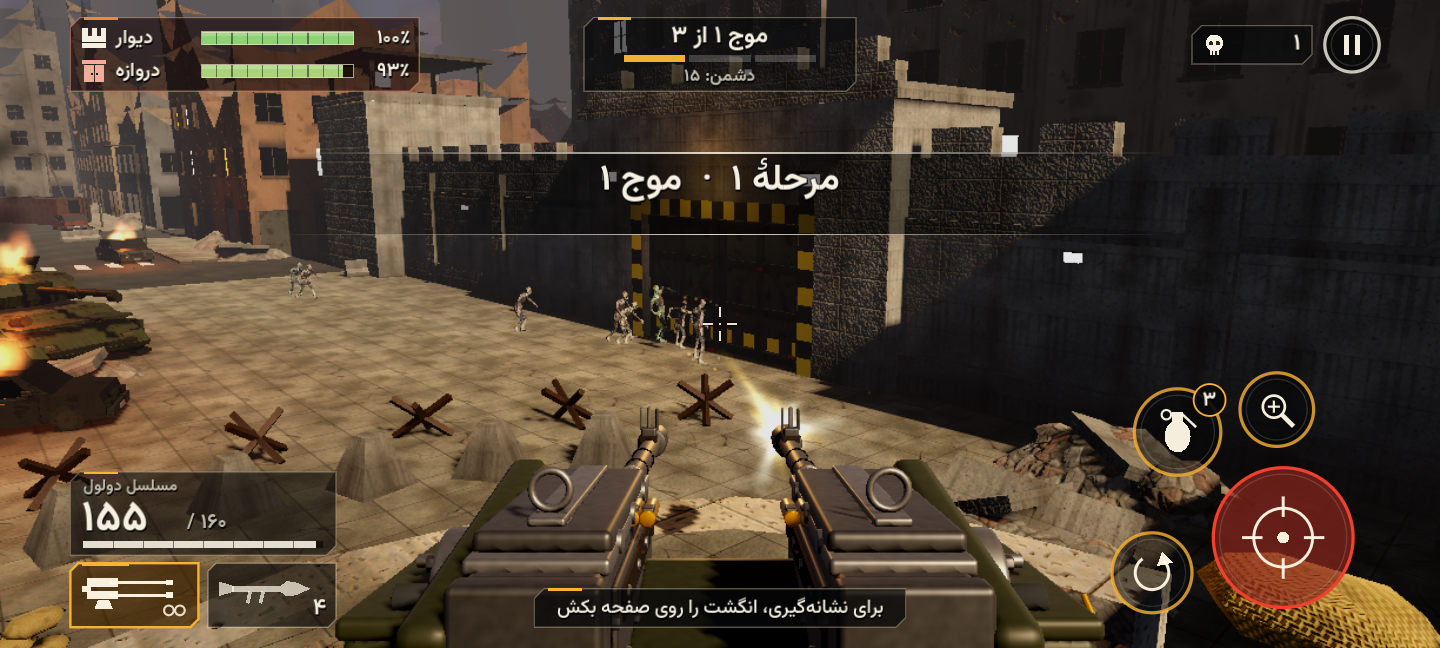 دیوار ۱۰۰٪
دروازه ۹۳٪
موج ۱ از ۳
دشمن: ۱۵
۱
مرحلهٔ ۱ · موج ۱
۳
مسلسل دولول
۱۵۵ / ۱۶۰
∞
۴
برای نشانه‌گیری، انگشت را روی صفحه بکش